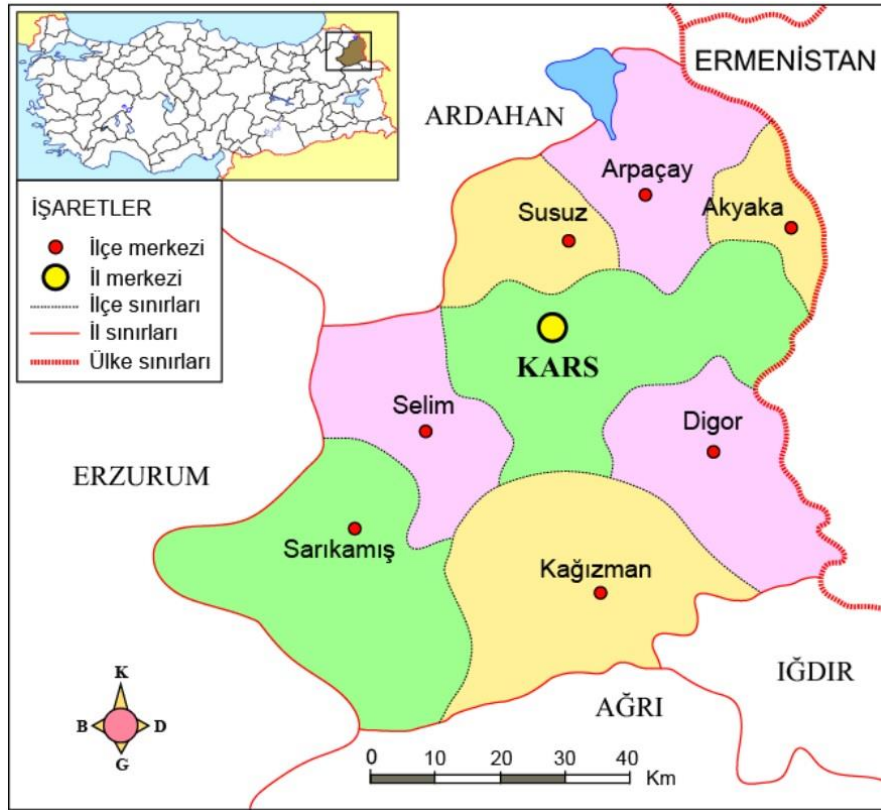 ERMENİSTAN
ARDAHAN
Arpaçay
Susuz
Akyaka
İŞARETLER
İlçe merkezi
İl merkezi
İlçe sınırları
İl sınırları
Ülke sınırları
KARS
Selim
Digor
ERZURUM
Sarıkamış
Kağızman
IĞDIR
AĞRI
K
B D
G
0 10 20 30 40
Km